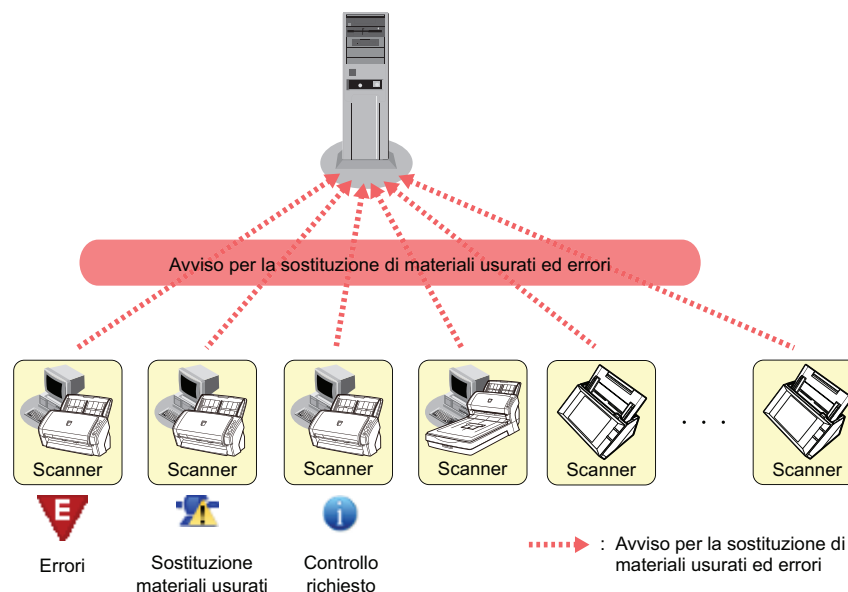 Avviso per la sostituzione di materiali usurati ed errori
Scanner
Scanner
Scanner
Scanner
Scanner
. . .
Scanner
E
i
Errori
Sostituzione
materiali usurati
Controllo
richiesto
: Avviso per la sostituzione di
materiali usurati ed errori